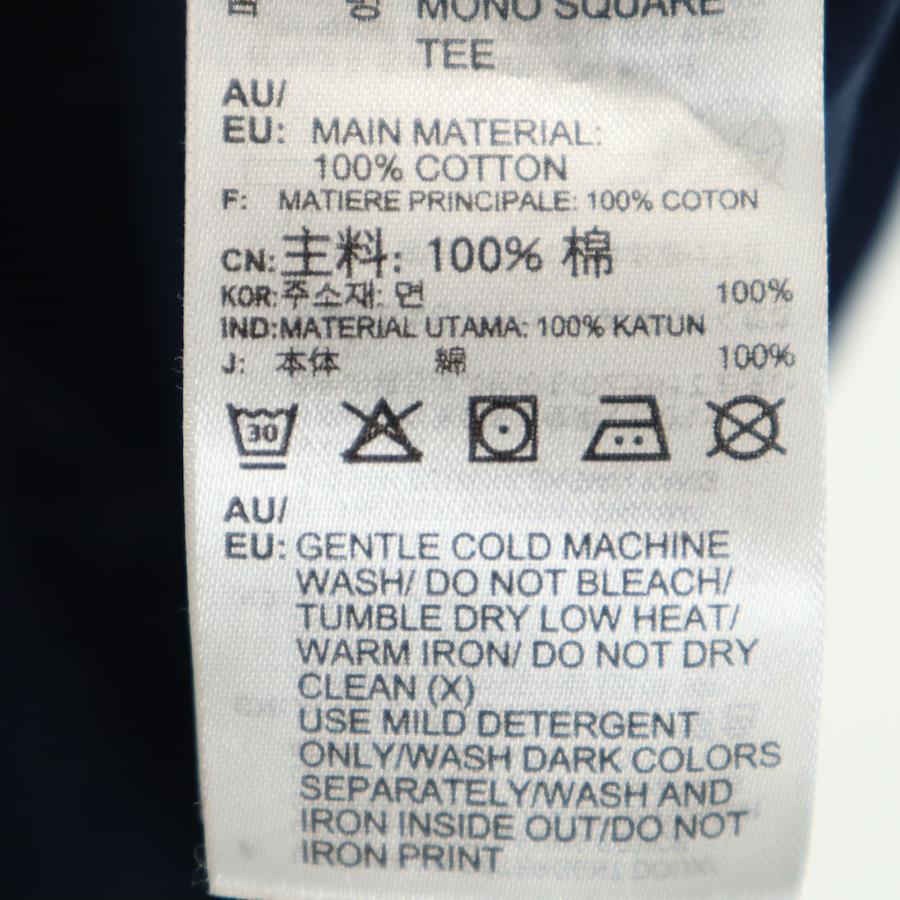 MONO SQUARE
TEE
AU/
EU: MAIN MATERIAL:
100% COTTON
F: MATIERE PRINCIPALE: 100% COTON
CN: 主料: 100% 棉
KOR: 주소재: 면 100%
IND: MATERIAL UTAMA: 100% KATUN
J: 本体 綿 100%
30
AU/
EU: GENTLE COLD MACHINE
WASH/ DO NOT BLEACH/
TUMBLE DRY LOW HEAT/
WARM IRON/ DO NOT DRY
CLEAN (X)
USE MILD DETERGENT
ONLY/WASH DARK COLORS
SEPARATELY/WASH AND
IRON INSIDE OUT/DO NOT
IRON PRINT